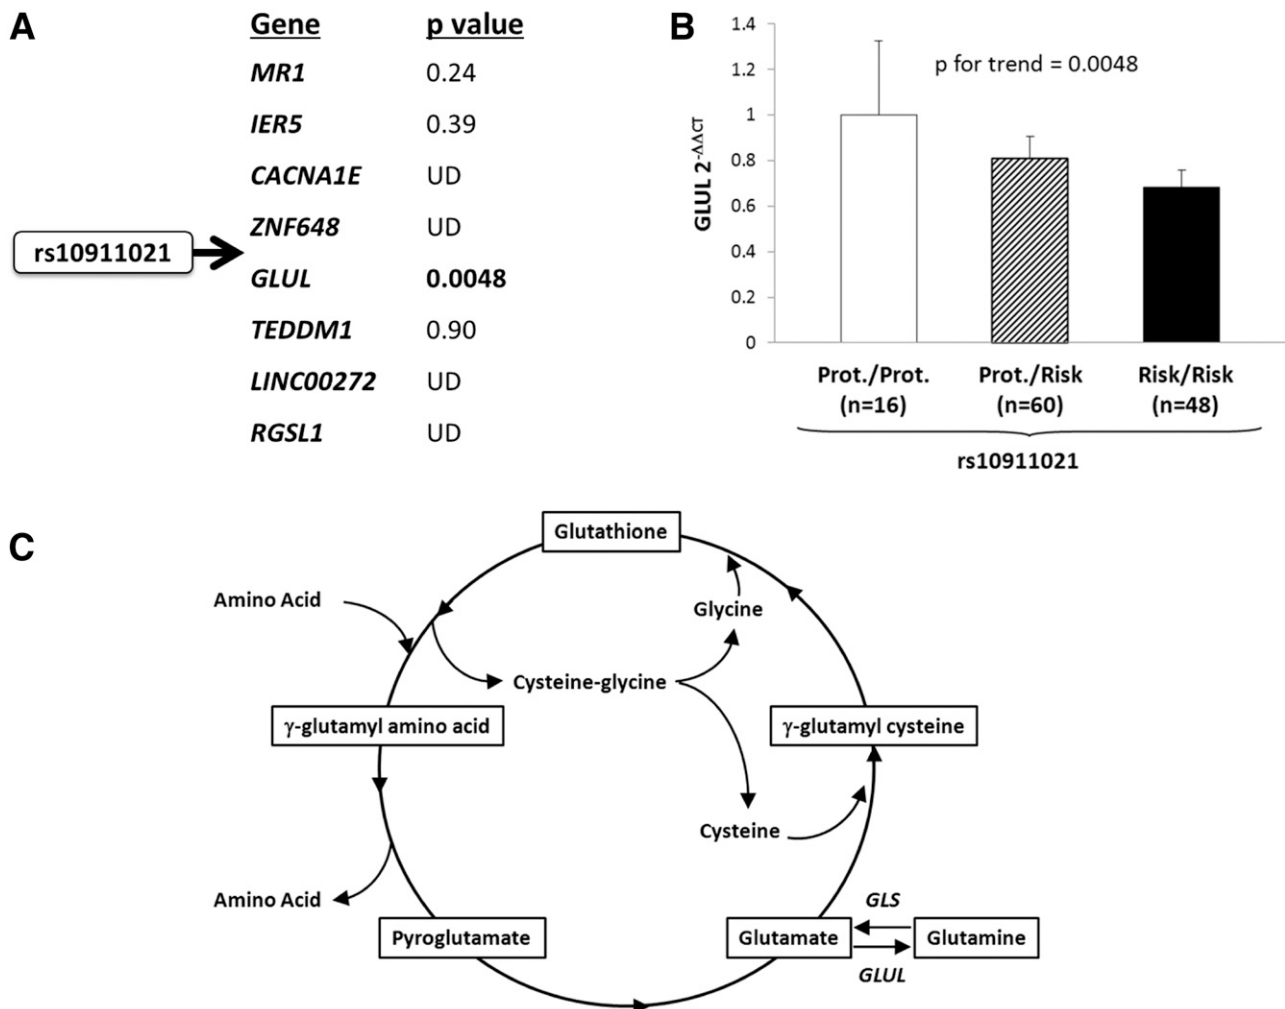 A
Gene p value
MR1 0.24
IER5 0.39
CACNA1E UD
ZNF648 UD
rs10911021
GLUL 0.0048
TEDDM1 0.90
LINC00272 UD
RGSL1 UD
B
GLUL 2-ΔΔCT
1.4
1.2
1
0.8
0.6
0.4
0.2
0
p for trend = 0.0048
Prot./Prot. Prot./Risk Risk/Risk
(n=16) (n=60) (n=48)
rs10911021
C
Glutathione
Amino Acid
Glycine
Cysteine-glycine
γ-glutamyl amino acid
γ-glutamyl cysteine
Cysteine
Amino Acid
GLS
Pyroglutamate
Glutamate
Glutamine
GLUL